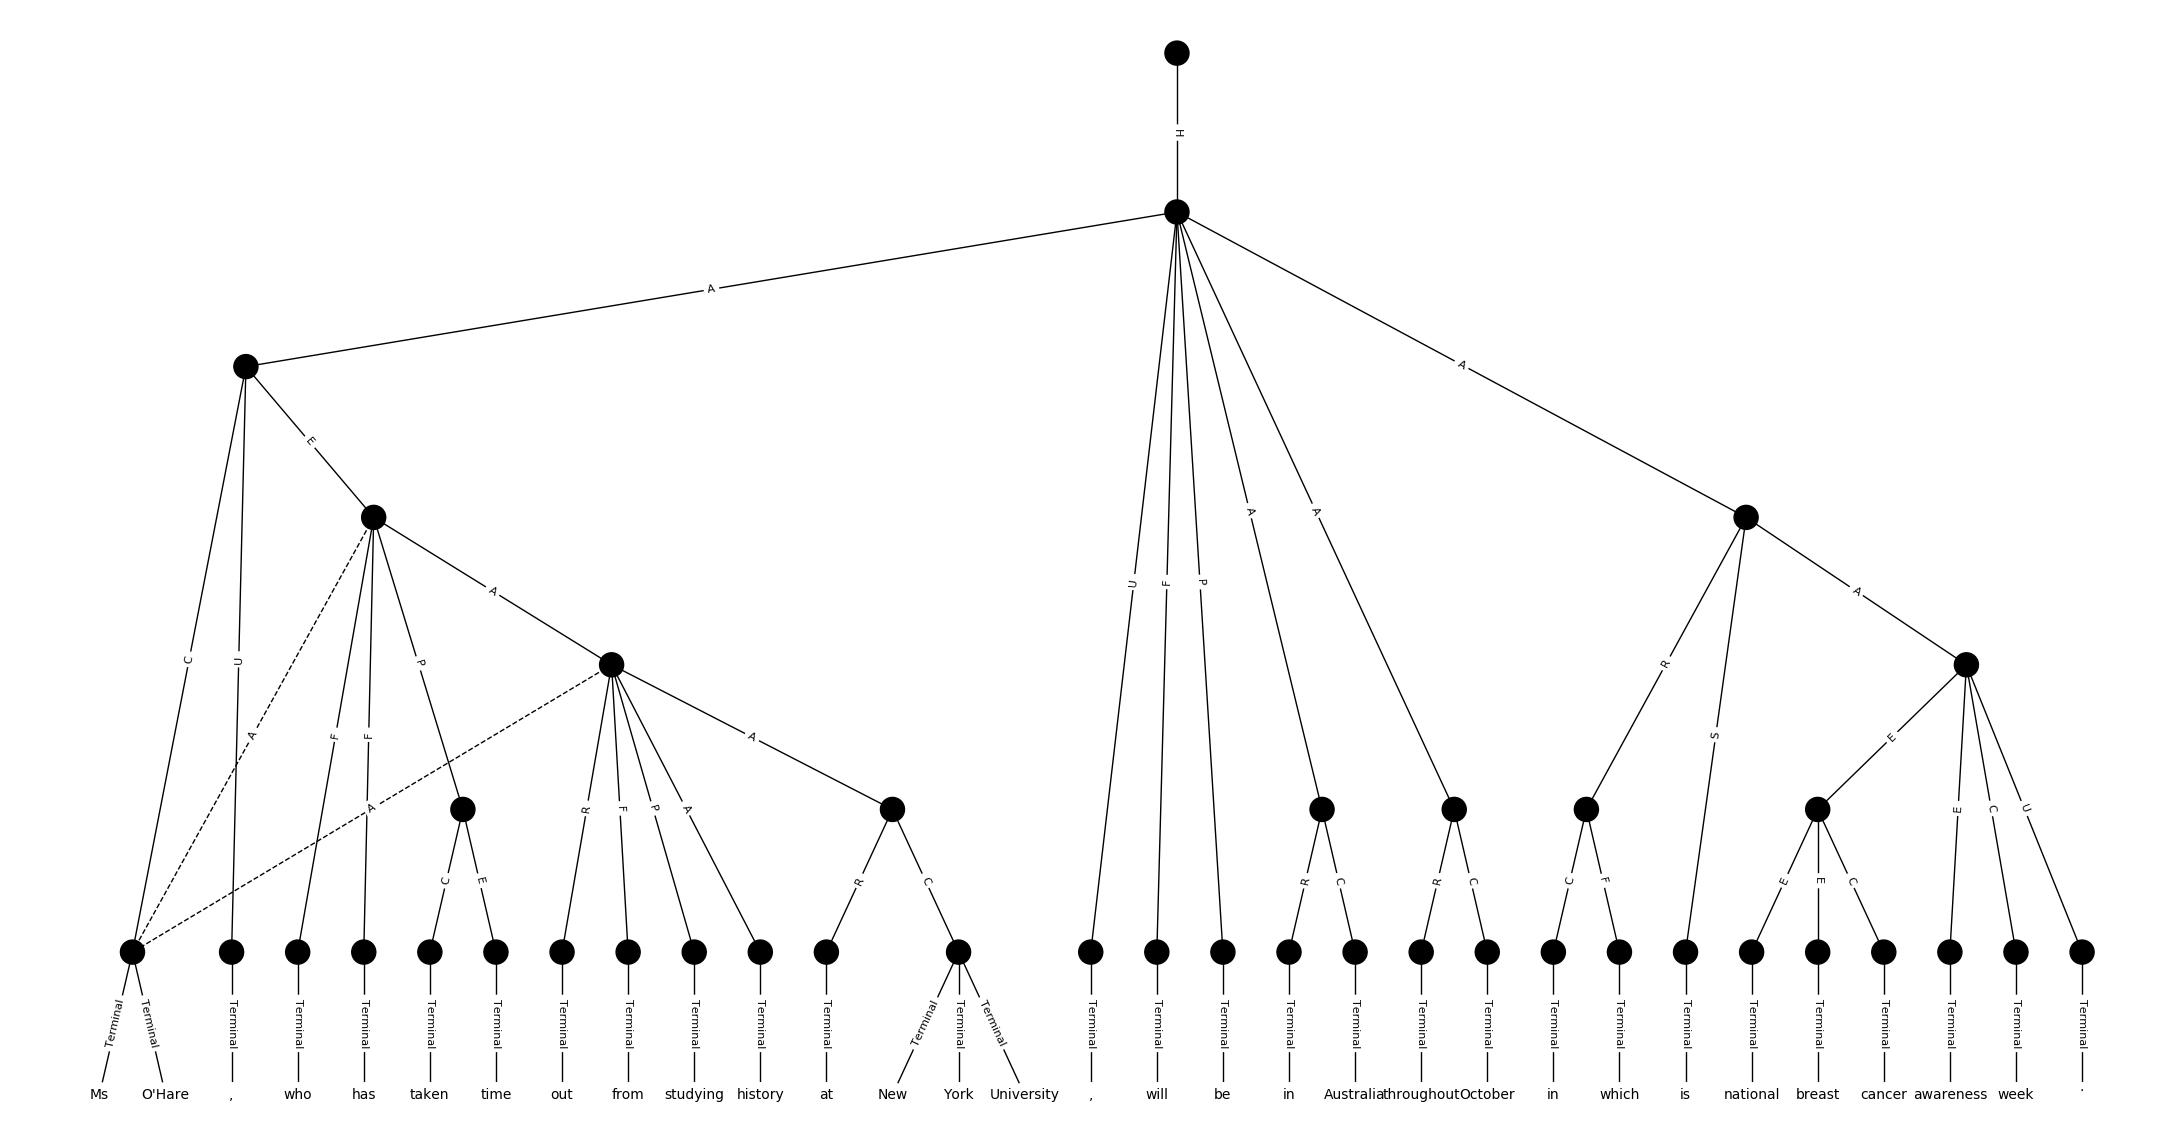 H
A
A
E
A
A
A
A
C
U
P
A
U
F
P
R
S
A
F
F
A
E
A
R
F
P
A
E
C
U
C
E
R
C
R
C
R
C
C
F
E
E
C
Terminal Terminal Terminal Terminal Terminal Terminal Terminal Terminal Terminal Terminal Terminal Terminal Terminal Terminal Terminal Terminal Terminal Terminal Terminal Terminal Terminal Terminal Terminal Terminal Terminal Terminal Terminal Terminal Terminal Terminal Terminal
Ms O'Hare , who has taken time out from studying history at New York University , will be in Australia throughout October in which is national breast cancer awareness week .